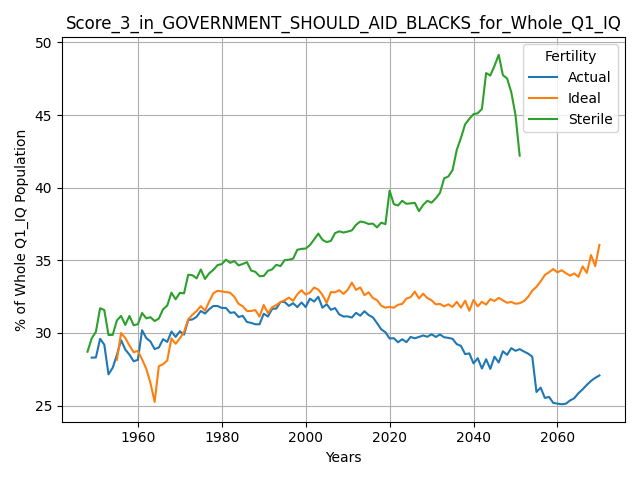 Score_3_in_GOVERNMENT_SHOULD_AID_BLACKS_for_Whole_Q1_IQ
50
45
40
35
30
25
% of Whole Q1_IQ Population
Fertility
Actual
Ideal
Sterile
1960
1980
2000
2020
2040
2060
Years